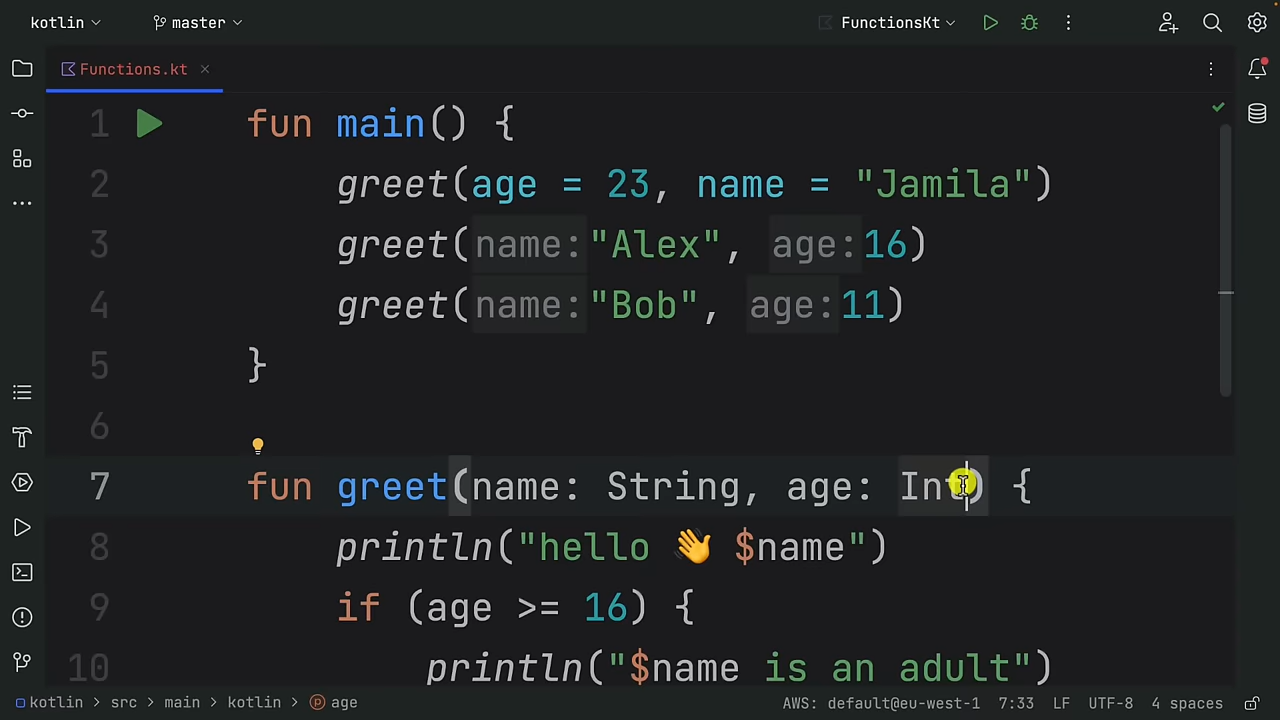 kotlin master FunctionsKt
Functions.kt
1 fun main() {
2 greet(age = 23, name = "Jamila")
3 greet(name:"Alex", age:16)
4 greet(name:"Bob", age:11)
5 }
6
7 fun greet(name: String, age: Int) {
8 println("hello 👋 $name")
9 if (age >= 16) {
10 println("$name is an adult")
kotlin > src > main > kotlin > age AWS: default@eu-west-1 7:33 LF UTF-8 4 spaces